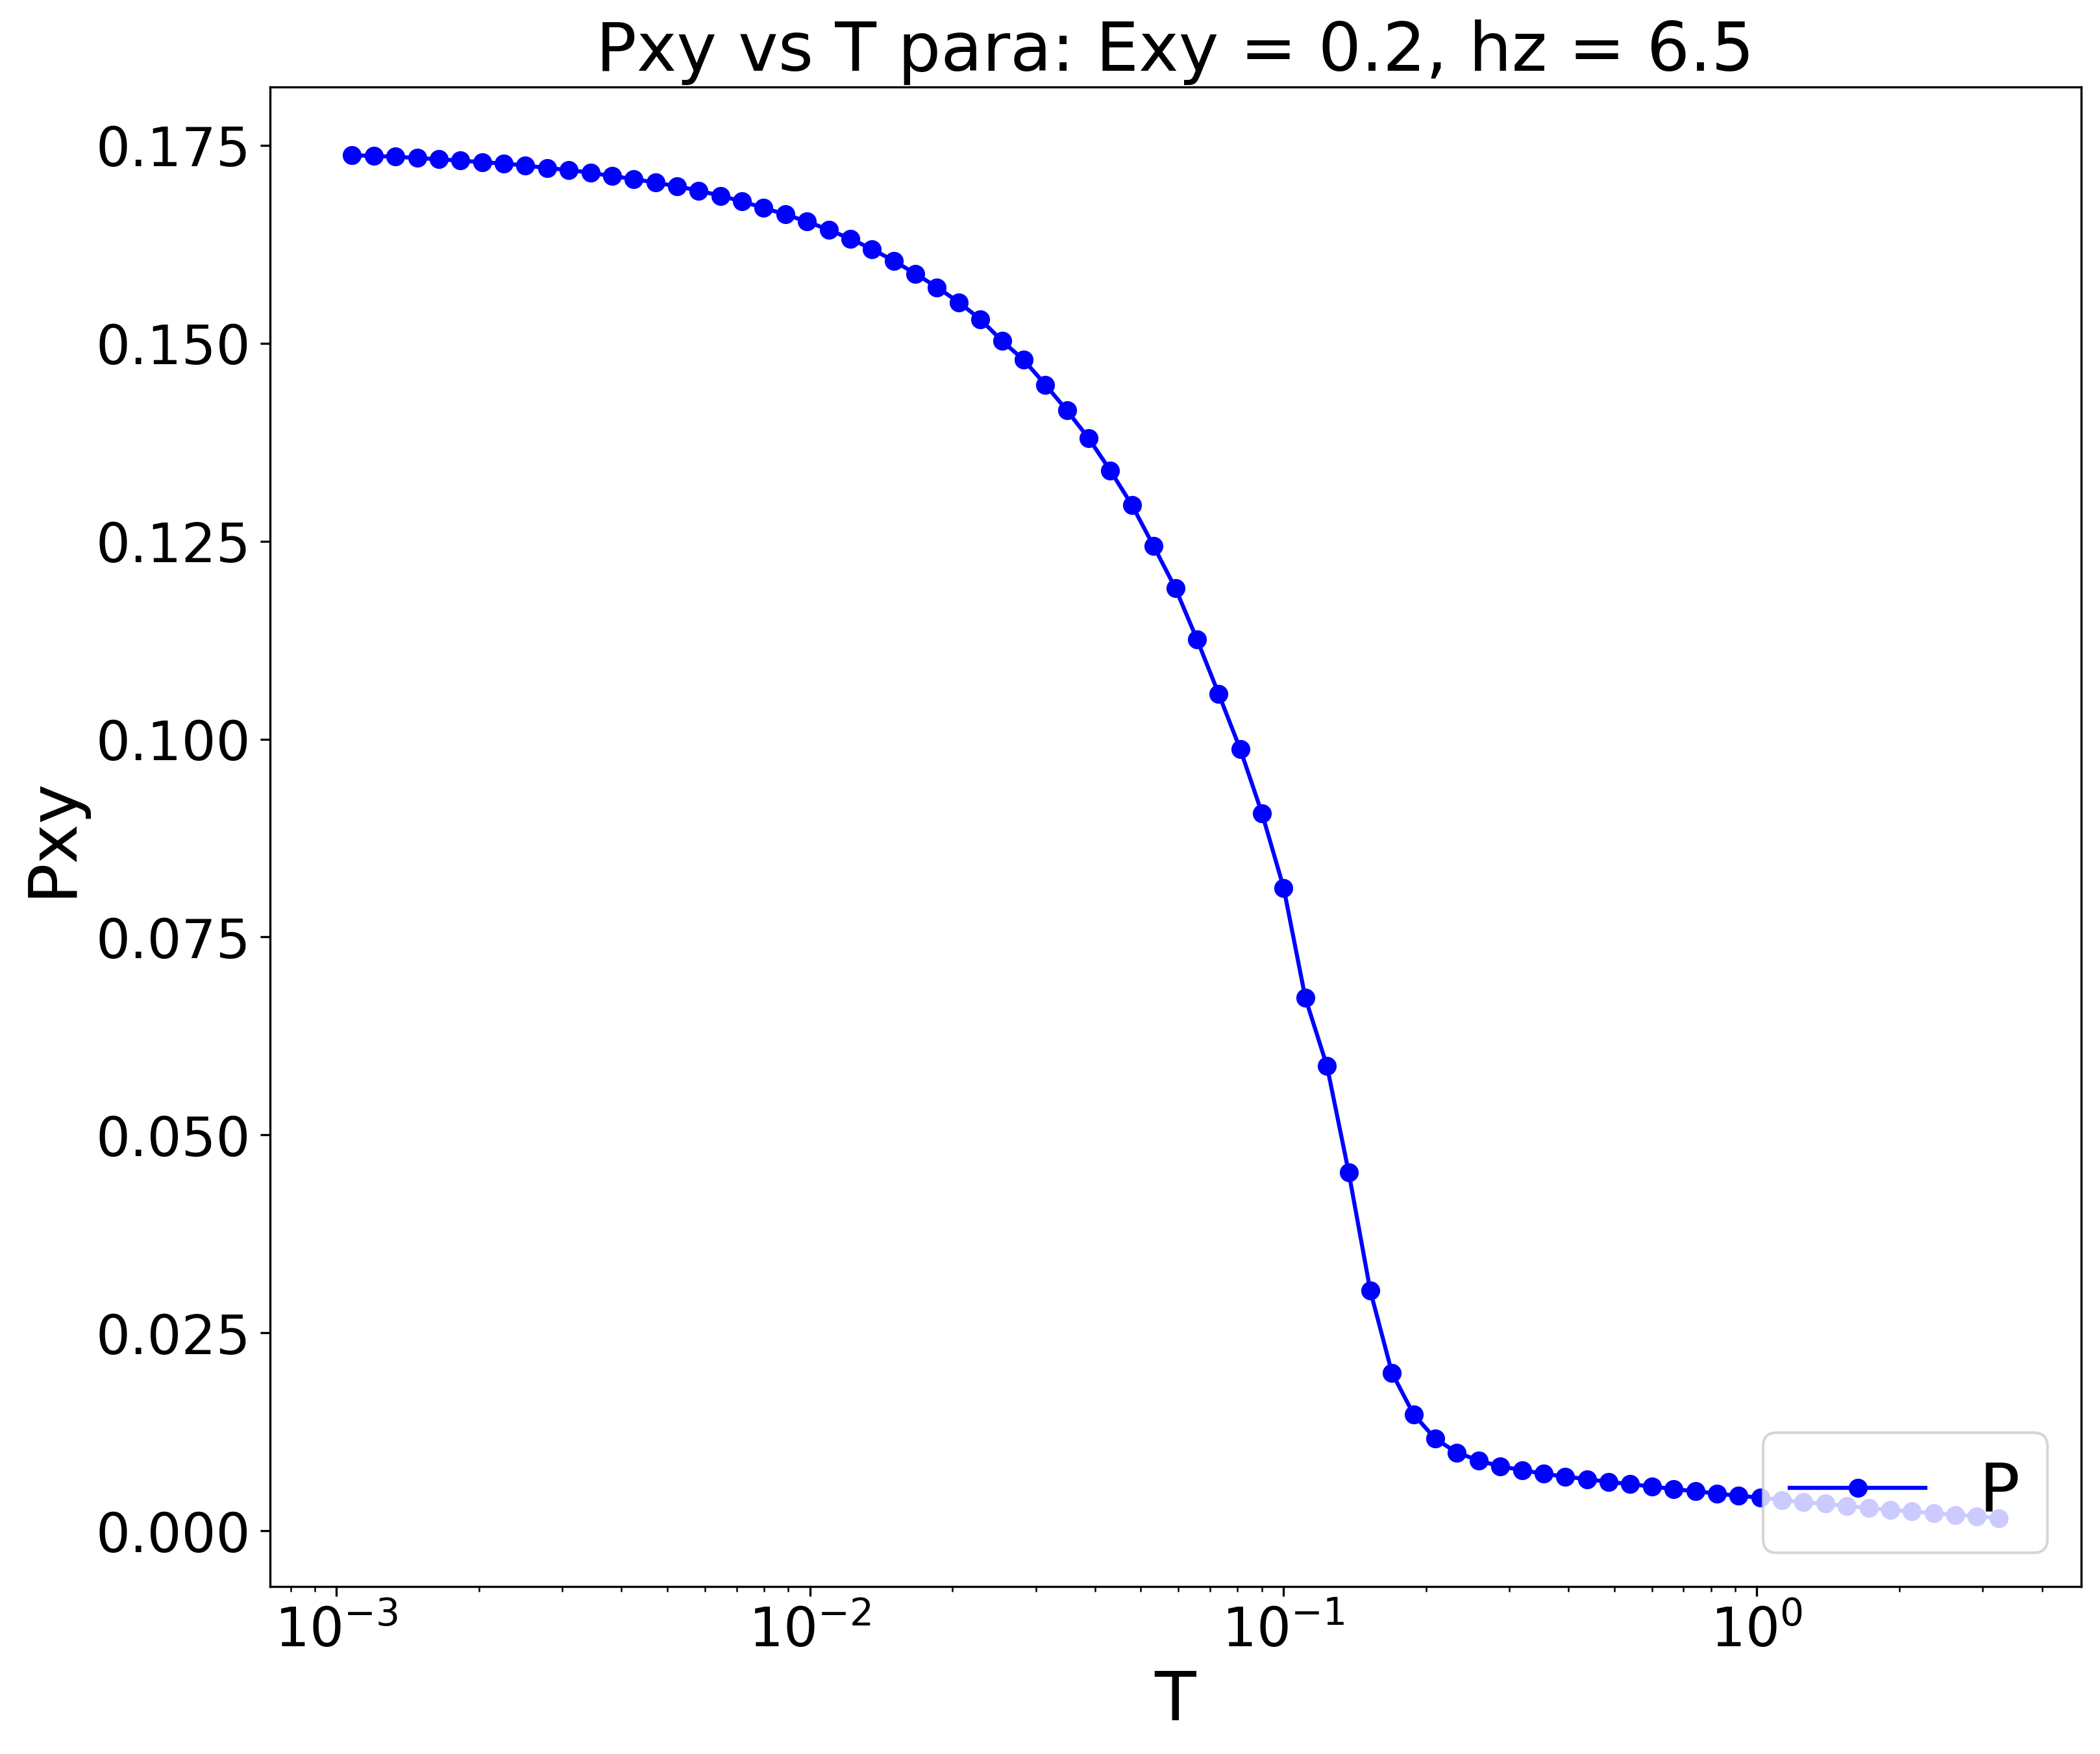 Pxy vs T para: Exy = 0.2, hz = 6.5
0.175
0.150
0.125
0.100
0.075
0.050
0.025
0.000
Pxy
P
10⁻³ 10⁻² 10⁻¹ 10⁰
T